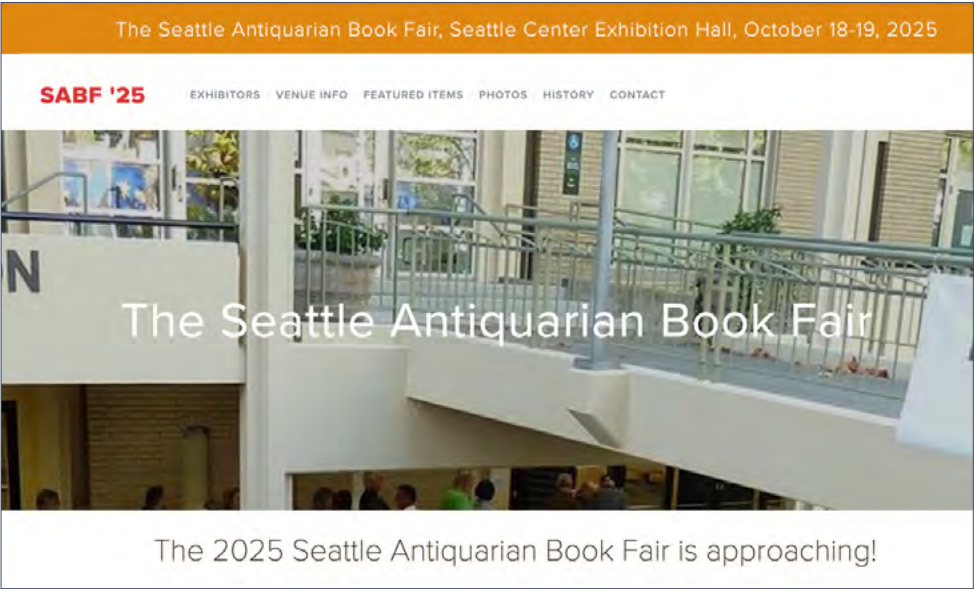 The Seattle Antiquarian Book Fair, Seattle Center Exhibition Hall, October 18-19, 2025
SABF '25
EXHIBITORS VENUE INFO FEATURED ITEMS PHOTOS HISTORY CONTACT
N
The Seattle Antiquarian Book Fair
The 2025 Seattle Antiquarian Book Fair is approaching!